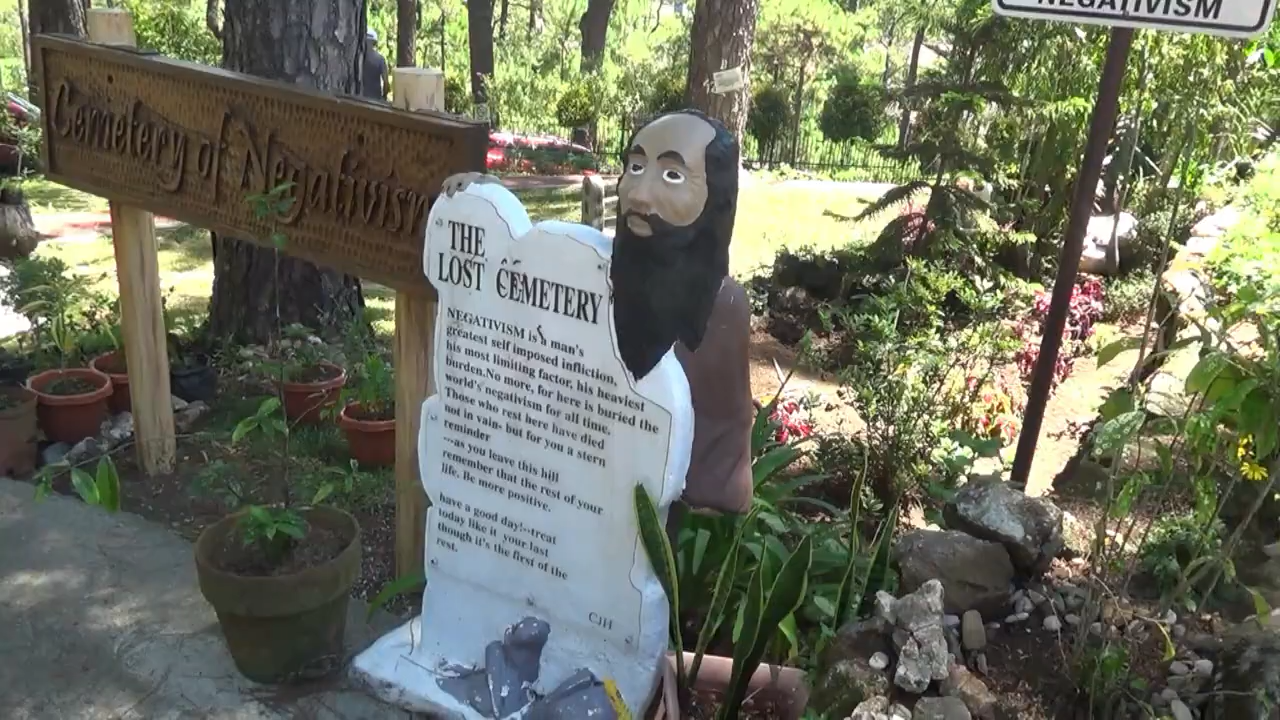 NEGATIVISM
Cemetery of Negativism
THE
LOST CEMETERY
NEGATIVISM is a man's
greatest self imposed infliction,
his most limiting factor, his heaviest
burden.No more, for here is buried the
world's negativism for all time.
Those who rest here have died
not in vain- but for you a stern
reminder
---as you leave this hill
remember that the rest of your
life. Be more positive.
have a good day!--treat
today like it your last
though it's the first of the
rest.
CJH